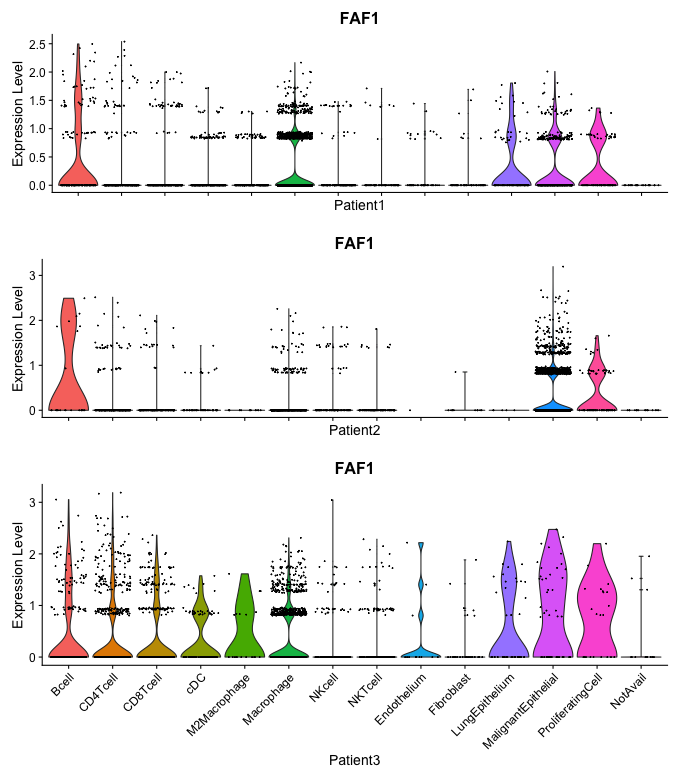 FAF1
Expression Level
2.5
2.0
1.5
1.0
0.5
0.0
Patient1
FAF1
Expression Level
3
2
1
0
Patient2
FAF1
Expression Level
3
2
1
0
Bcell
CD4Tcell
CD8Tcell
cDC
M2Macrophage
Macrophage
NKcell
NKTcell
Endothelium
Fibroblast
LungEpithelium
MalignantEpithelial
ProliferatingCell
NotAvail
Patient3